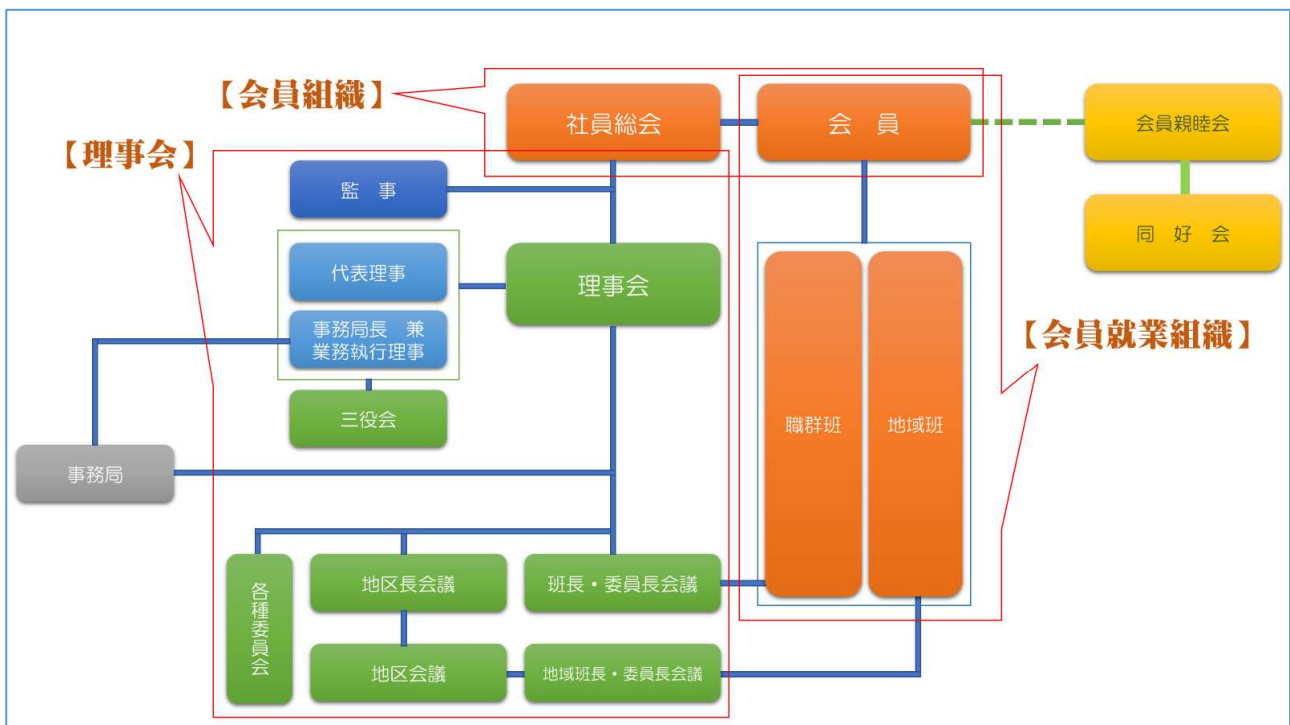 【会員組織】
社員総会
会　員
会員親睦会
【理事会】
監　事
同　好　会
代表理事
理事会
事務局長　兼
業務執行理事
【会員就業組織】
三役会
職群班
地域班
事務局
各種委員会
地区長会議
班長・委員長会議
地区会議
地域班長・委員長会議